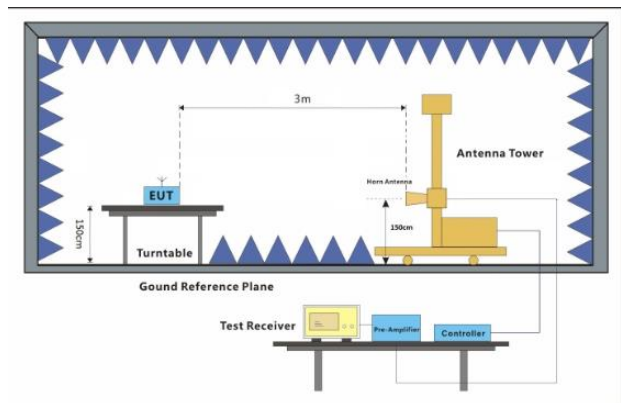 3m
Antenna Tower
Horn Antenna
EUT
150cm
150cm
Turntable
Gound Reference Plane
Test Receiver
Pre-Amplifier
Controller